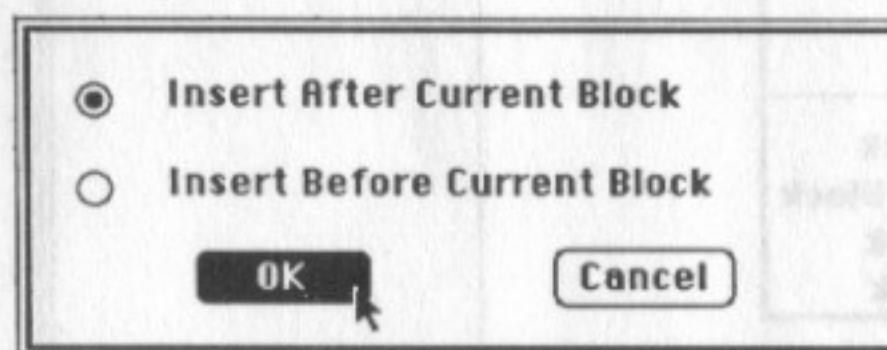 Insert After Current Block
Insert Before Current Block
OK
Cancel